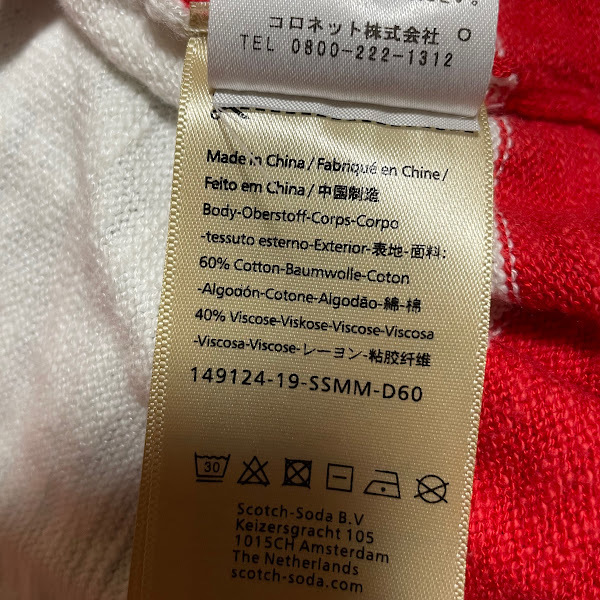 コロネット株式会社
TEL 0800-222-1312
Made in China / Fabriqué en Chine /
Feito em China / 中国制造
Body-Oberstoff-Corps-Corpo
-tessuto esterno-Exterior-表地-面料:
60% Cotton-Baumwolle-Coton
-Algodón-Cotone-Algodão-綿-棉
40% Viscose-Viskose-Viscose-Viscosa
-Viscosa-Viscose-レーヨン-粘胶纤维
149124-19-SSMM-D60
30
Scotch-Soda B.V
Keizersgracht 105
1015CH Amsterdam
The Netherlands
scotch-soda.com